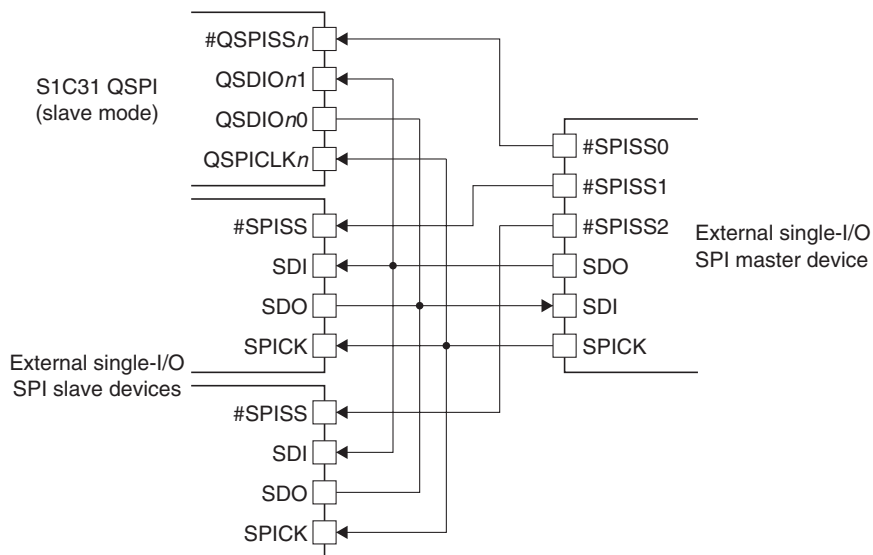 #QSPISSn
QSDIOn1
QSDIOn0
QSPICLKn
S1C31 QSPI
(slave mode)
#SPISS
SDI
SDO
SPICK
External single-I/O
SPI slave devices
#SPISS
SDI
SDO
SPICK
#SPISS0
#SPISS1
#SPISS2
SDO
SDI
SPICK
External single-I/O
SPI master device